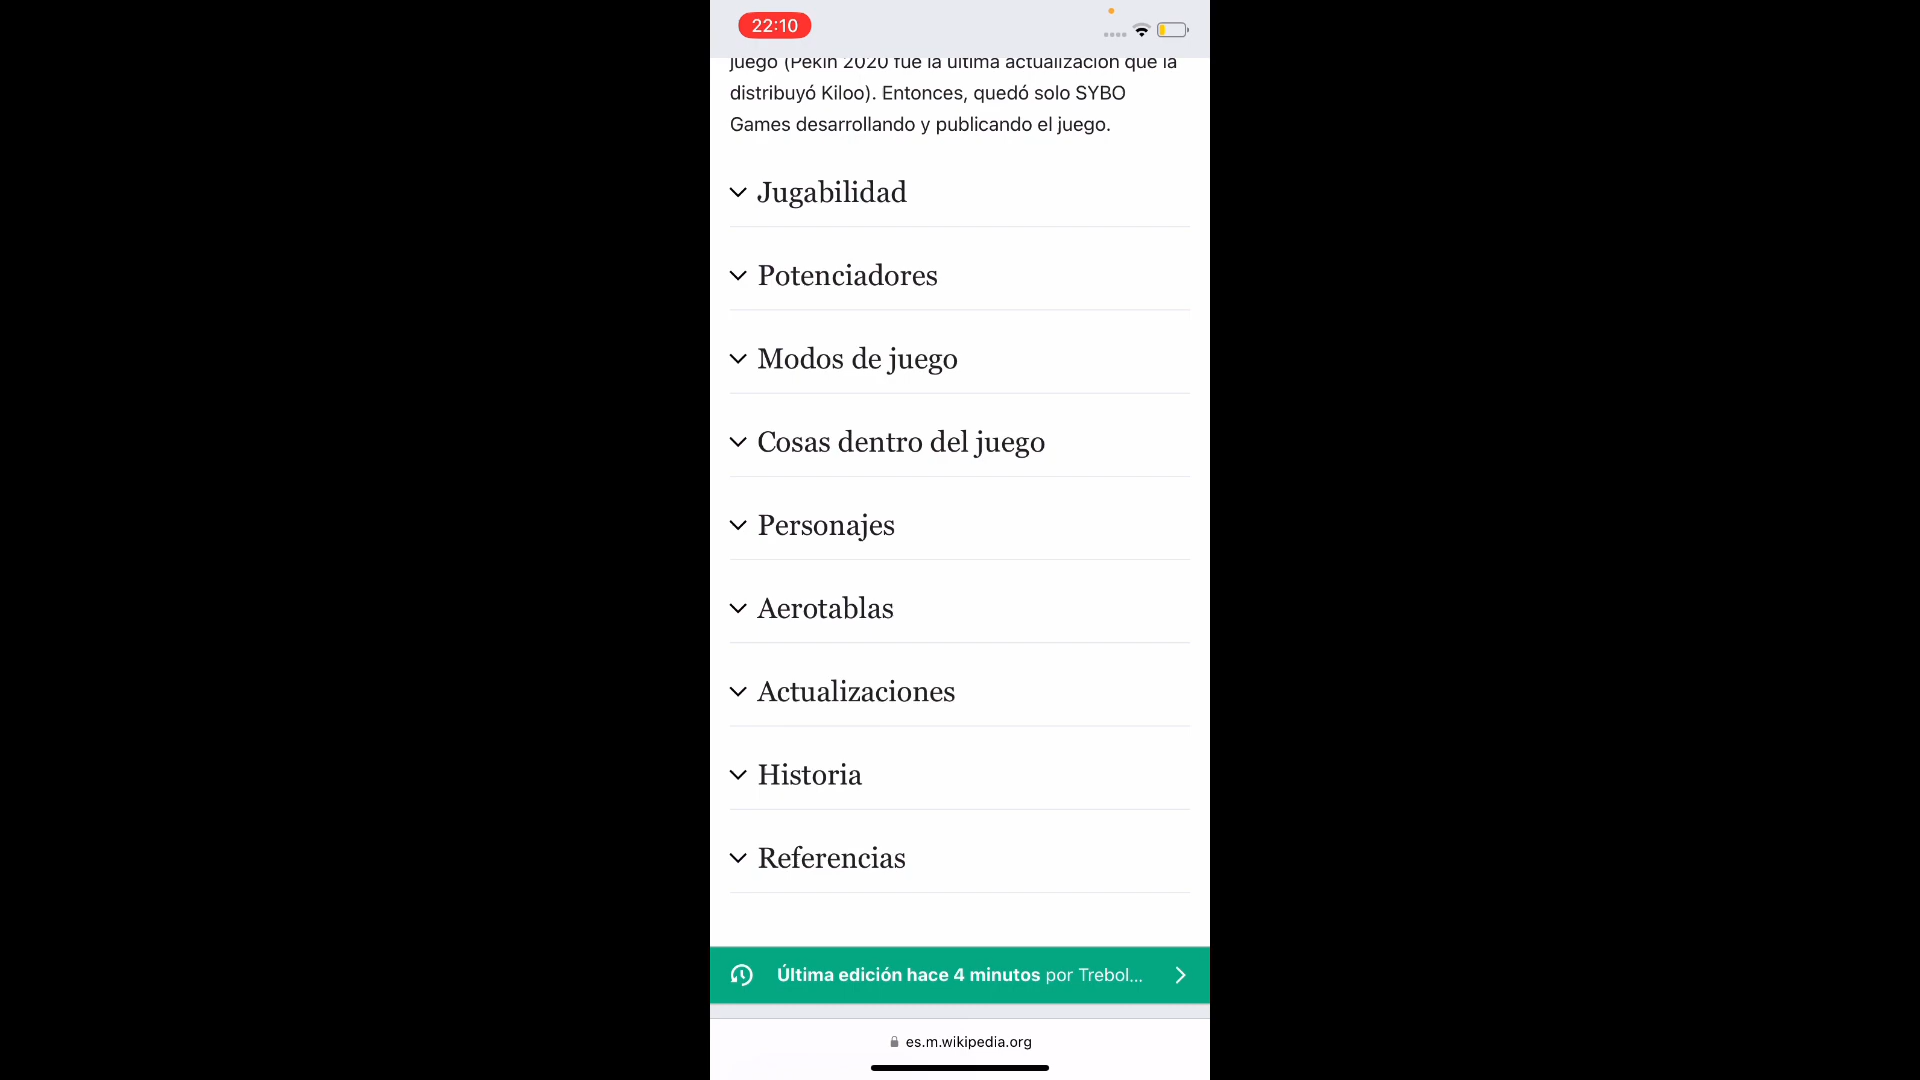 22:10
juego (Pekín 2020 fue la última actualización que la
distribuyó Kiloo). Entonces, quedó solo SYBO
Games desarrollando y publicando el juego.
Jugabilidad
Potenciadores
Modos de juego
Cosas dentro del juego
Personajes
Aerotablas
Actualizaciones
Historia
Referencias
Última edición hace 4 minutos por Trebol...
es.m.wikipedia.org